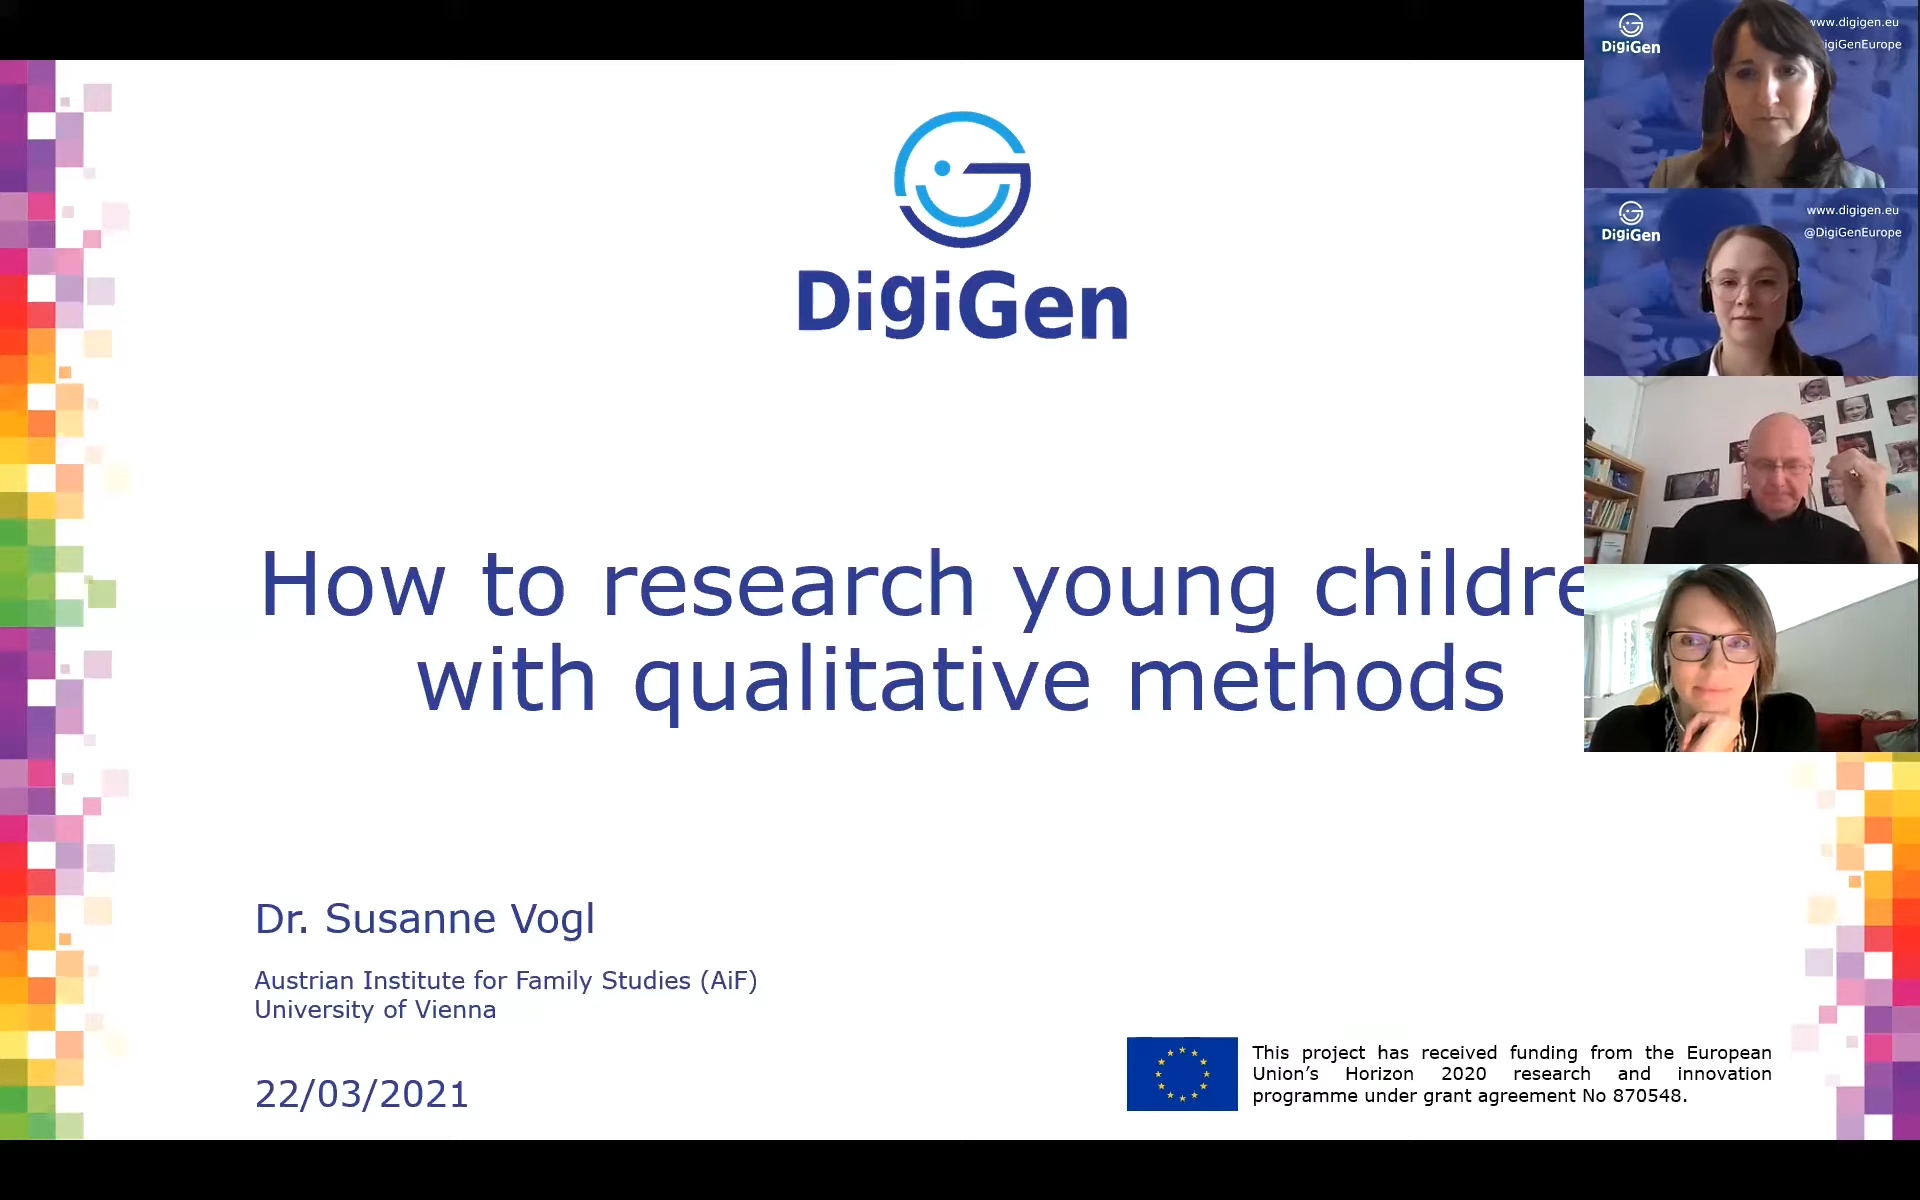 DigiGen
How to research young childre
with qualitative methods
Dr. Susanne Vogl
Austrian Institute for Family Studies (AiF)
University of Vienna
22/03/2021
This project has received funding from the European
Union's Horizon 2020 research and innovation
programme under grant agreement No 870548.
DigiGen
www.digigen.eu
igiGenEurope
DigiGen
www.digigen.eu
@DigiGenEurope